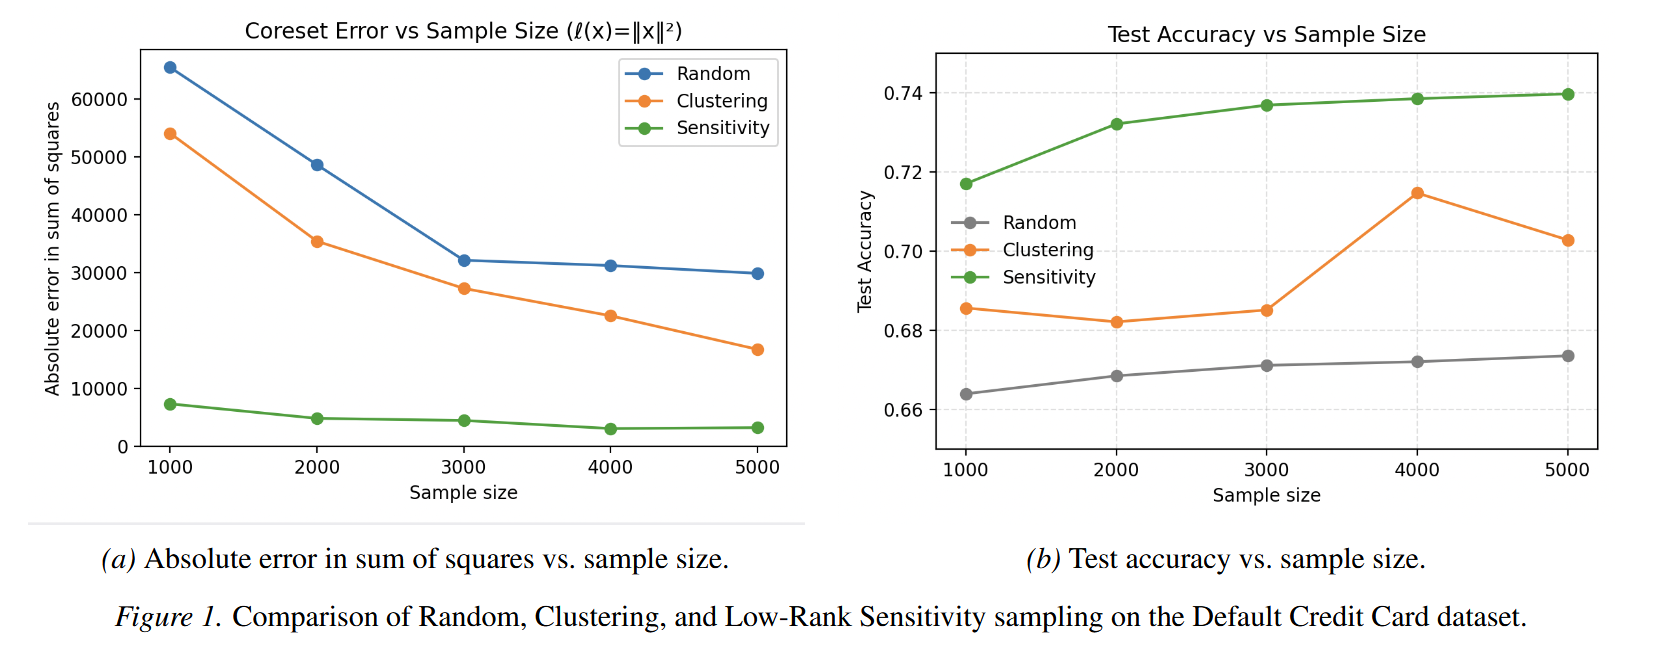 Coreset Error vs Sample Size (ℓ(x)=‖x‖²)
Absolute error in sum of squares
60000
50000
40000
30000
20000
10000
0
Random
Clustering
Sensitivity
1000 2000 3000 4000 5000
Sample size
Test Accuracy vs Sample Size
Test Accuracy
0.74
0.72
0.70
0.68
0.66
Random
Clustering
Sensitivity
1000 2000 3000 4000 5000
Sample size
(a) Absolute error in sum of squares vs. sample size.
(b) Test accuracy vs. sample size.
Figure 1. Comparison of Random, Clustering, and Low-Rank Sensitivity sampling on the Default Credit Card dataset.